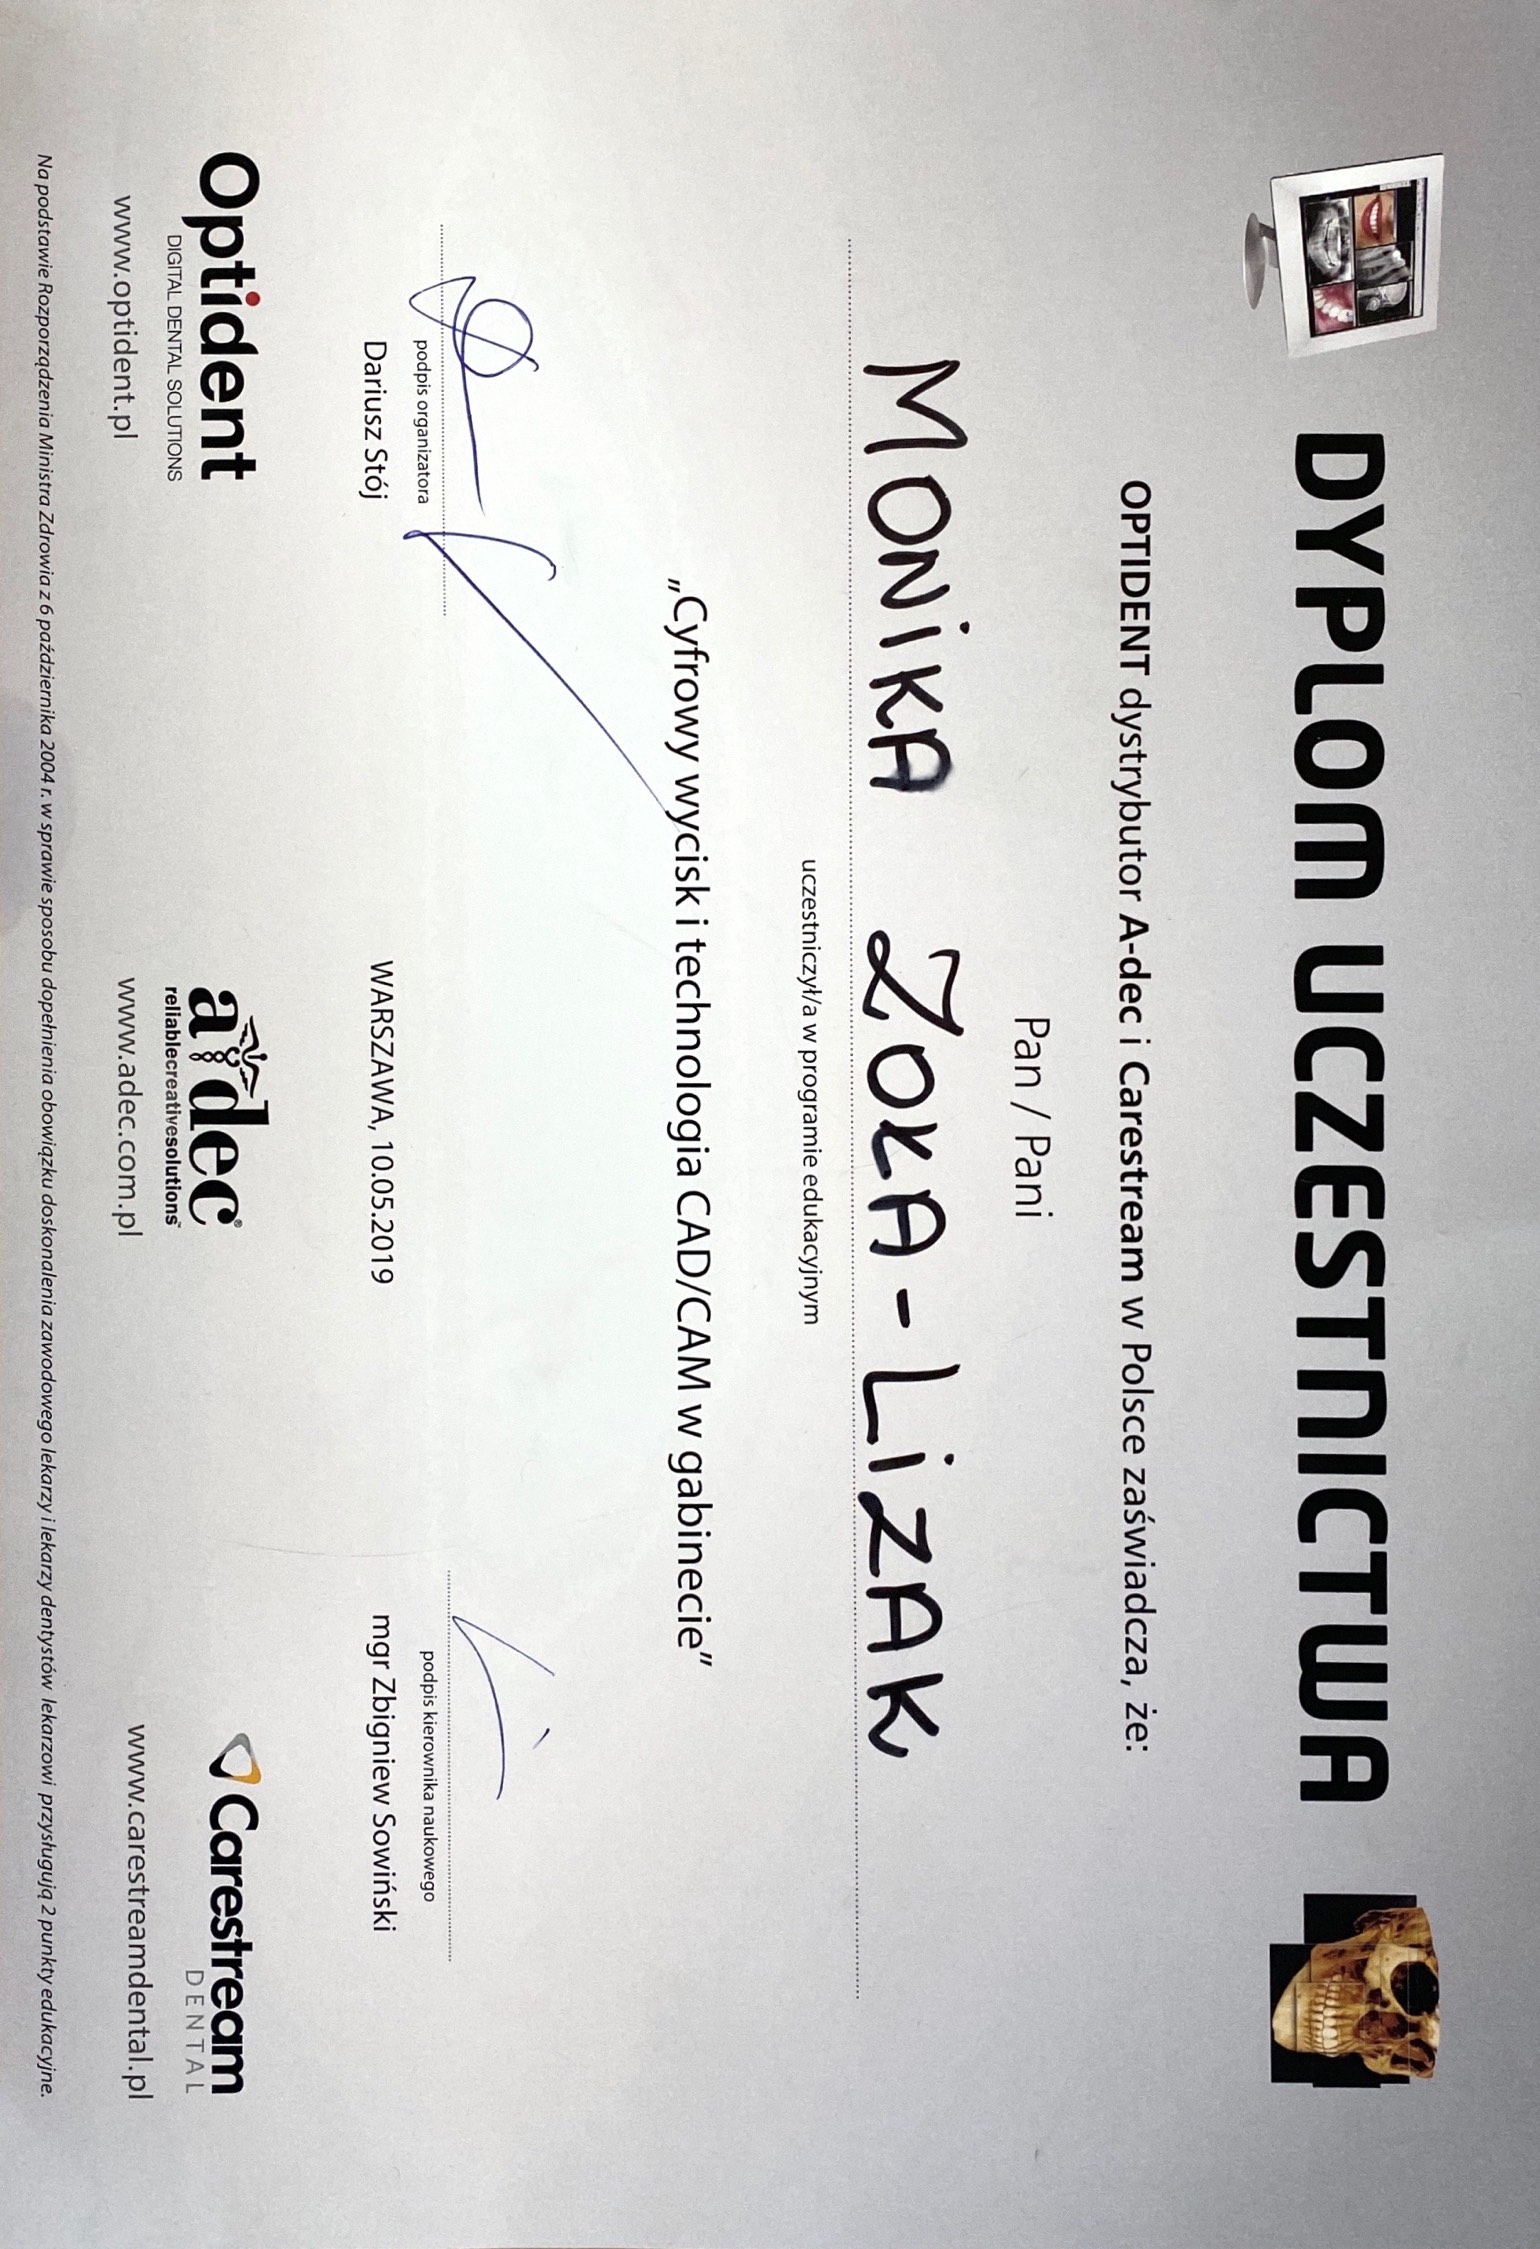 DYPLOM UCZESTNICTWA
OPTIDENT dystrybutor A-dec i Carestream w Polsce zaświadcza, że:
Pan / Pani
MONIKA ZOŁA-LIZAK
uczestniczył/a w programie edukacyjnym
„Cyfrowy wycisk i technologia CAD/CAM w gabinecie”
podpis organizatora
podpis kierownika naukowego
Dariusz Stój
WARSZAWA, 10.05.2019
mgr Zbigniew Sowiński
Optident
DIGITAL DENTAL SOLUTIONS
www.optident.pl
a dec®
reliablecreativesolutions™
www.adec.com.pl
Carestream
DENTAL
www.carestreamdental.pl
Na podstawie Rozporządzenia Ministra Zdrowia z 6 października 2004 r. w sprawie sposobu dopełnienia obowiązku doskonalenia zawodowego lekarzy i lekarzy dentystów lekarzowi przysługują 2 punkty edukacyjne.